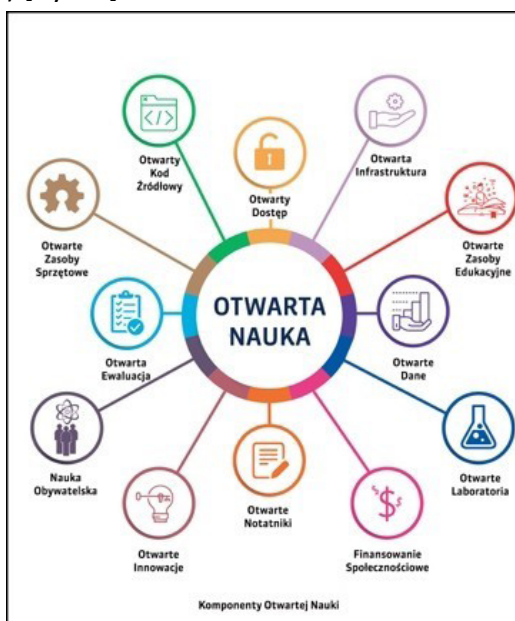 Otwarty
Kod
Źródłowy
Otwarty
Dostęp
Otwarta
Infrastruktura
Otwarte
Zasoby
Sprzętowe
Otwarte
Zasoby
Edukacyjne
OTWARTA
NAUKA
Otwarta
Ewaluacja
Otwarte
Dane
Nauka
Obywatelska
Otwarte
Laboratoria
Otwarte
Innowacje
Otwarte
Notatniki
Finansowanie
Społecznościowe
Komponenty Otwartej Nauki